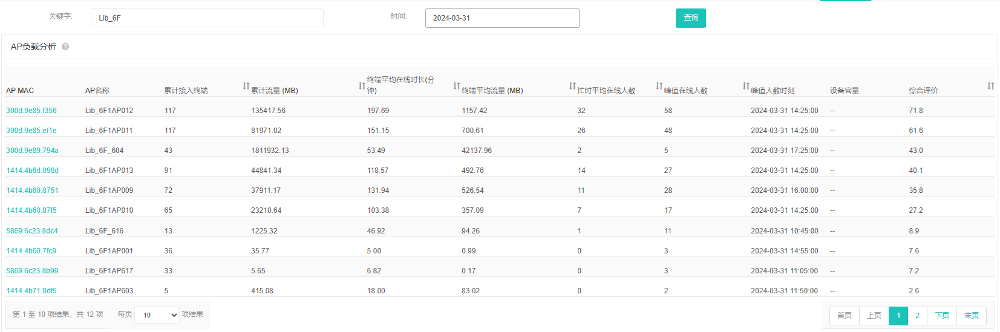 关键字: Lib_6F 时间: 2024-03-31 查询
AP负载分析
AP MAC AP名称 累计接入终端 累计流量 (MB) 终端平均在线时长(分
钟) 终端平均流量 (MB) 忙时平均在线人数 峰值在线人数 峰值人数时刻 设备容量 综合评价
300d.9e85.f356 Lib_6F1AP012 117 135417.56 197.69 1157.42 32 58 2024-03-31 14:25:00 -- 71.8
300d.9e85.ef1e Lib_6F1AP011 117 81971.02 151.15 700.61 26 48 2024-03-31 14:25:00 -- 61.6
300d.9e89.794a Lib_6F_604 43 1811932.13 53.49 42137.96 2 5 2024-03-31 17:25:00 -- 43.0
1414.4b6d.098d Lib_6F1AP013 91 44841.34 118.57 492.76 14 27 2024-03-31 14:25:00 -- 40.1
1414.4b60.8751 Lib_6F1AP009 72 37911.17 131.94 526.54 11 28 2024-03-31 16:00:00 -- 35.8
1414.4b60.87f5 Lib_6F1AP010 65 23210.64 103.38 357.09 7 17 2024-03-31 14:25:00 -- 27.2
5869.6c23.8dc4 Lib_6F_616 13 1225.32 46.92 94.26 1 11 2024-03-31 10:45:00 -- 8.9
1414.4b60.7fc9 Lib_6F1AP001 36 35.77 5.00 0.99 0 3 2024-03-31 14:55:00 -- 7.6
5869.6c23.8b99 Lib_6F1AP617 33 5.65 6.82 0.17 0 3 2024-03-31 11:05:00 -- 7.2
1414.4b71.9df5 Lib_6F1AP603 5 415.08 18.00 83.02 0 2 2024-03-31 11:50:00 -- 2.6
第 1 至 10 项结果，共 12 项 每页 10 项结果 首页 上页 1 2 下页 末页